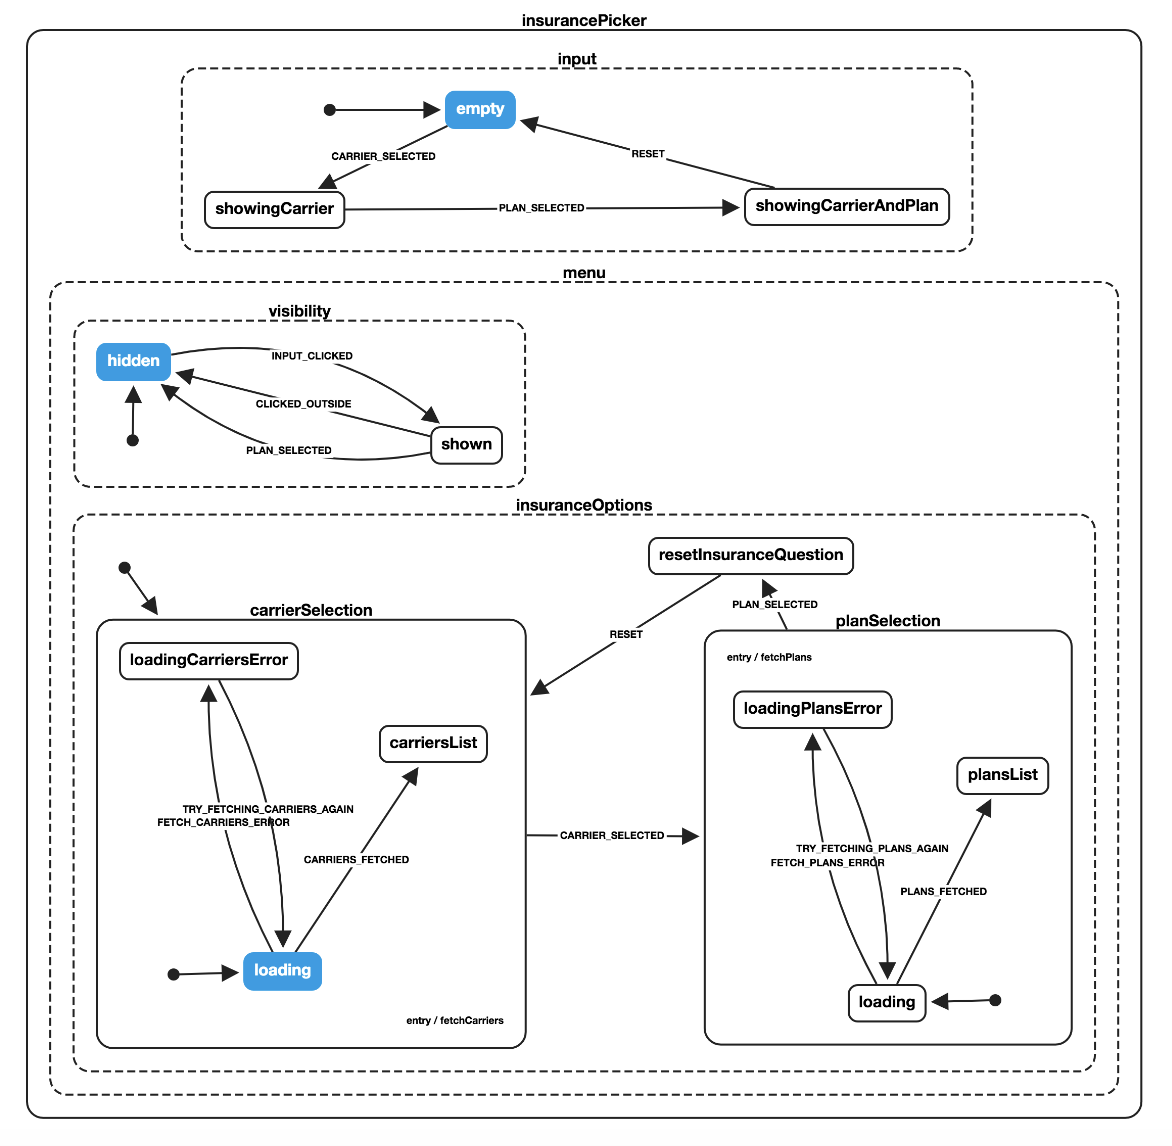 insurancePicker
input
empty
CARRIER_SELECTED
RESET
showingCarrier
PLAN_SELECTED
showingCarrierAndPlan
menu
visibility
hidden
INPUT_CLICKED
CLICKED_OUTSIDE
PLAN_SELECTED
shown
insuranceOptions
resetInsuranceQuestion
PLAN_SELECTED
RESET
carrierSelection
loadingCarriersError
carriersList
TRY_FETCHING_CARRIERS_AGAIN
FETCH_CARRIERS_ERROR
CARRIERS_FETCHED
loading
entry / fetchCarriers
CARRIER_SELECTED
planSelection
entry / fetchPlans
loadingPlansError
plansList
TRY_FETCHING_PLANS_AGAIN
FETCH_PLANS_ERROR
PLANS_FETCHED
loading